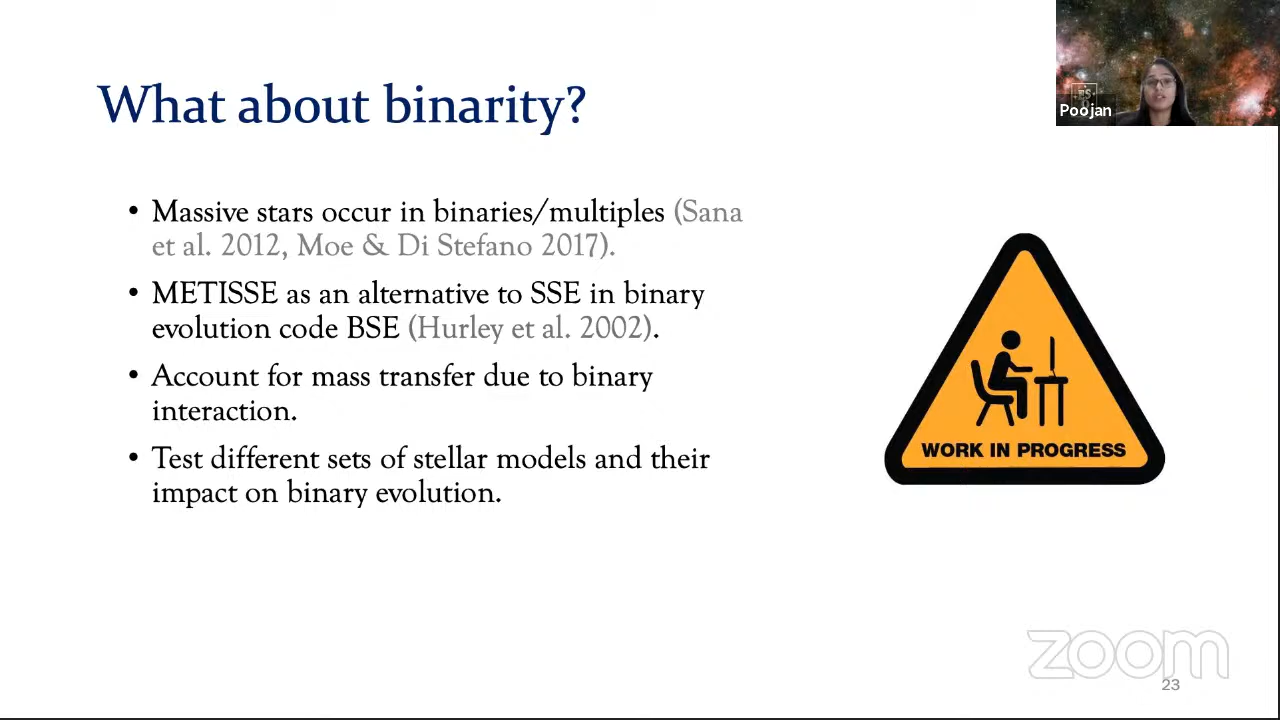 What about binarity?
Poojan
• Massive stars occur in binaries/multiples (Sana
et al. 2012, Moe & Di Stefano 2017).
• METISSE as an alternative to SSE in binary
evolution code BSE (Hurley et al. 2002).
• Account for mass transfer due to binary
interaction.
• Test different sets of stellar models and their
impact on binary evolution.
WORK IN PROGRESS
zoom
23